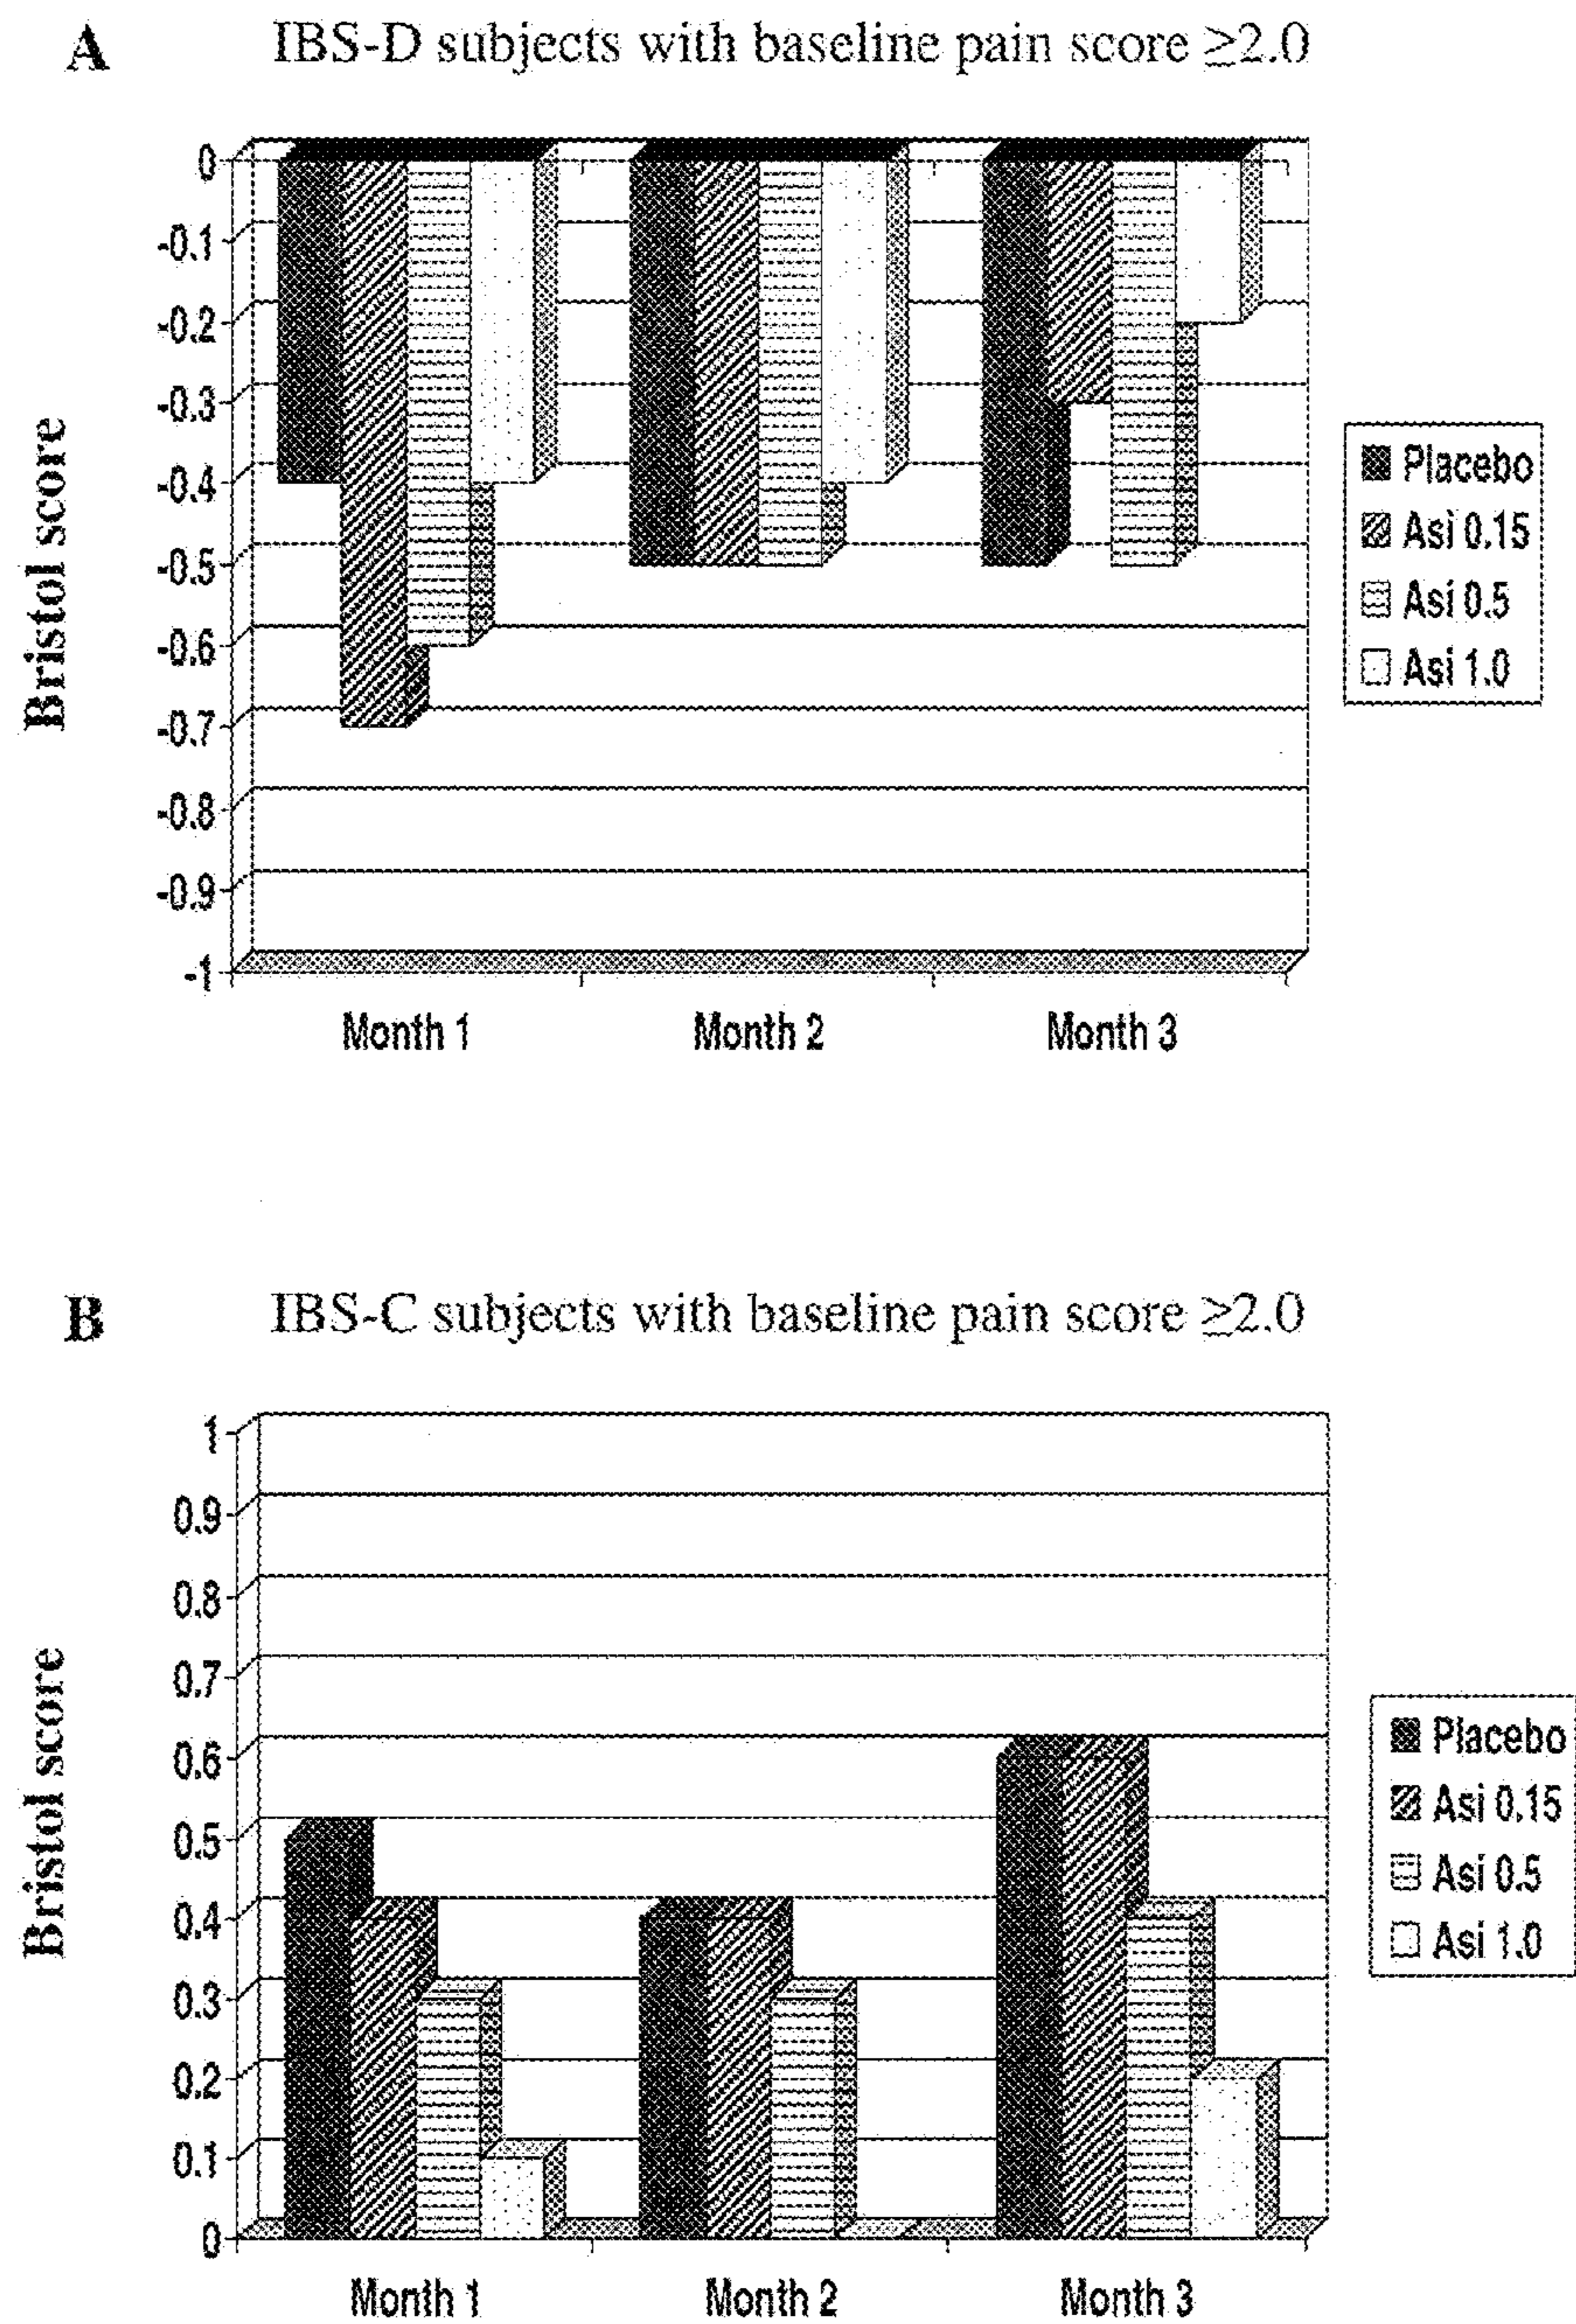 A IBS-D subjects with baseline pain score ≥2.0
0
-0.1
-0.2
-0.3
-0.4
-0.5
-0.6
-0.7
-0.8
-0.9
-1
Bristol score
Month 1 Month 2 Month 3
Placebo
Asi 0.15
Asi 0.5
Asi 1.0
B IBS-C subjects with baseline pain score ≥2.0
1
0.9
0.8
0.7
0.6
0.5
0.4
0.3
0.2
0.1
0
Bristol score
Month 1 Month 2 Month 3
Placebo
Asi 0.15
Asi 0.5
Asi 1.0